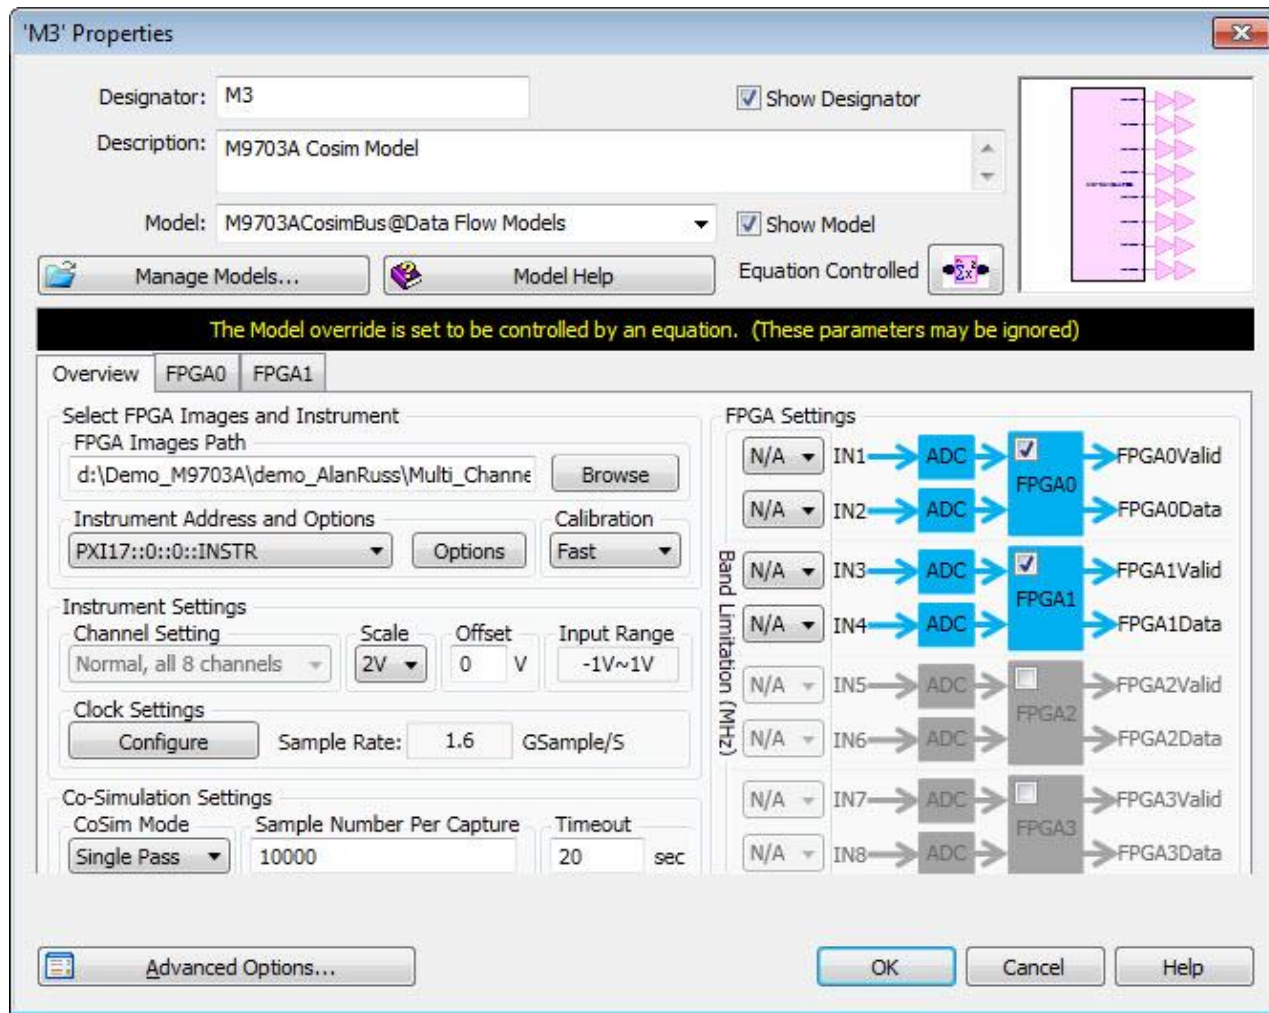 'M3' Properties
Designator: M3
Show Designator
Description: M9703A Cosim Model
Model: M9703ACosimBus@Data Flow Models
Show Model
Manage Models...
Model Help
Equation Controlled
The Model override is set to be controlled by an equation. (These parameters may be ignored)
Overview FPGA0 FPGA1
Select FPGA Images and Instrument
FPGA Images Path
d:\Demo_M9703A\demo_AlanRuss\Multi_Channe
Browse
Instrument Address and Options
PXI17::0::0::INSTR
Options
Calibration
Fast
Instrument Settings
Channel Setting
Normal, all 8 channels
Scale
2V
Offset
0 V
Input Range
-1V~1V
Clock Settings
Configure
Sample Rate: 1.6 GSample/S
Co-Simulation Settings
CoSim Mode
Single Pass
Sample Number Per Capture
10000
Timeout
20 sec
FPGA Settings
Band Limitation (MHz)
N/A IN1 ADC FPGA0Valid
FPGA0
N/A IN2 ADC FPGA0Data
N/A IN3 ADC FPGA1Valid
FPGA1
N/A IN4 ADC FPGA1Data
N/A IN5 ADC FPGA2Valid
FPGA2
N/A IN6 ADC FPGA2Data
N/A IN7 ADC FPGA3Valid
FPGA3
N/A IN8 ADC FPGA3Data
Advanced Options...
OK
Cancel
Help